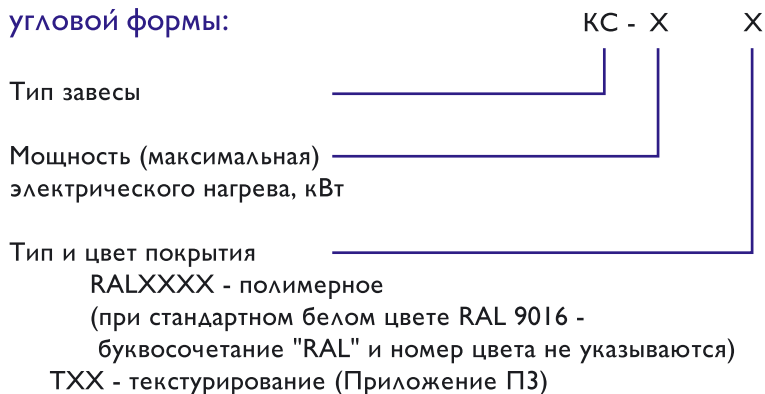 угловой формы:
КС - X X
Тип завесы
Мощность (максимальная)
электрического нагрева, кВт
Тип и цвет покрытия
RALXXXX - полимерное
(при стандартном белом цвете RAL 9016 -
буквосочетание "RAL" и номер цвета не указываются)
TXX - текстурирование (Приложение П3)